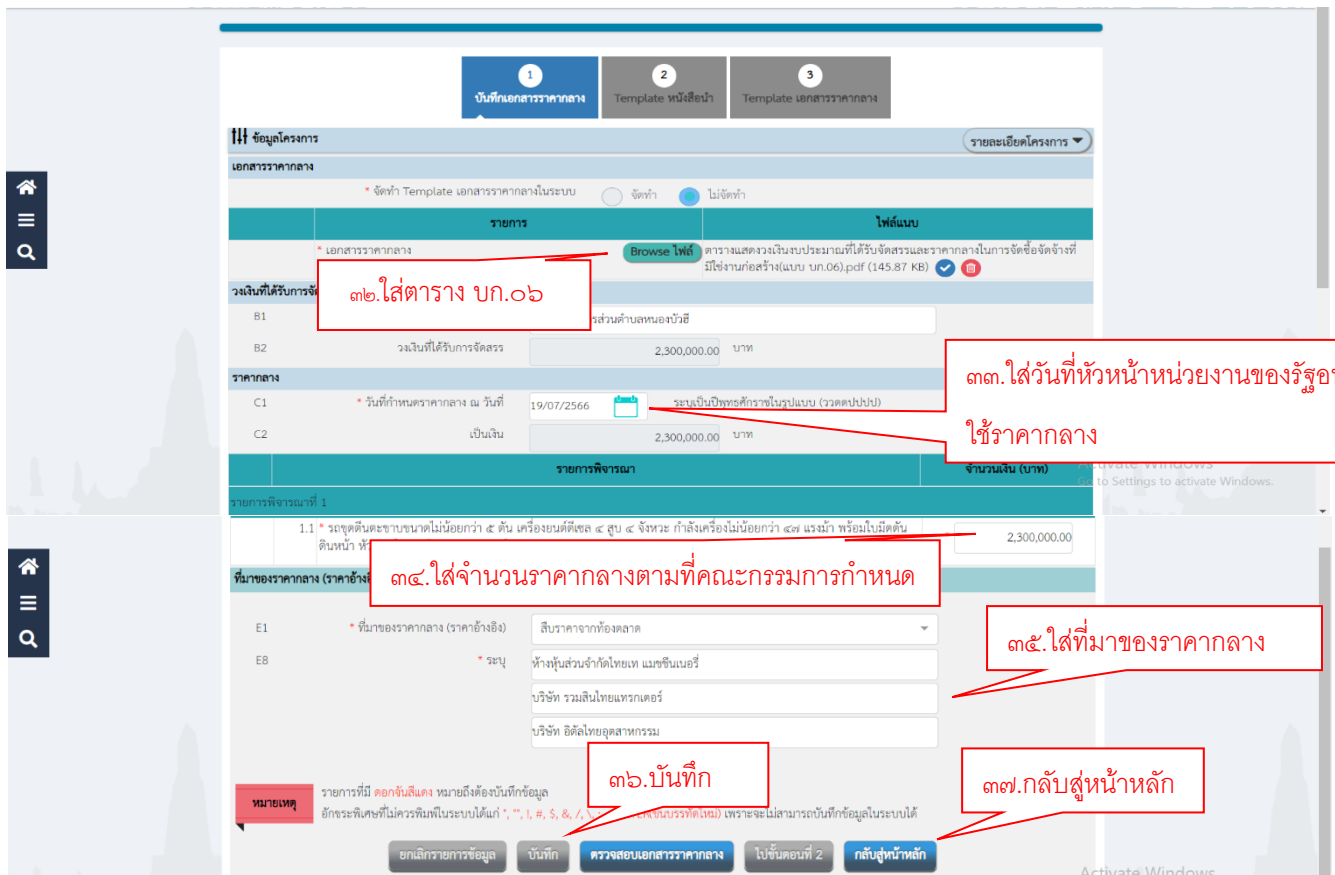 1
บันทึกเอกสารราคากลาง
2
Template หนังสือนำ
3
Template เอกสารราคากลาง
ข้อมูลโครงการ
รายละเอียดโครงการ
เอกสารราคากลาง
* จัดทำ Template เอกสารราคากลางในระบบ จัดทำ ไม่จัดทำ
รายการ ไฟล์แนบ
* เอกสารราคากลาง Browse ไฟล์ ตารางแสดงวงเงินงบประมาณที่ได้รับจัดสรรและราคากลางในการจัดซื้อจัดจ้างที่
มิใช่งานก่อสร้าง(แบบ บก.06).pdf (145.87 KB)
๓๒.ใส่ตาราง บก.๐๖
วงเงินที่ได้รับการจั
B1 รส่วนตำบลหนองบัวฮี
B2 วงเงินที่ได้รับการจัดสรร 2,300,000.00 บาท
ราคากลาง
๓๓.ใส่วันที่หัวหน้าหน่วยงานของรัฐอน
ใช้ราคากลาง
C1 * วันที่กำหนดราคากลาง ณ วันที่ 19/07/2566 ระบุเป็นปีพุทธศักราชในรูปแบบ (ววดดปปปป)
C2 เป็นเงิน 2,300,000.00 บาท
รายการพิจารณา จำนวนเงิน (บาท)
Activate Windows
Go to Settings to activate Windows.
รายการพิจารณาที่ 1
1.1 * รถขุดตีนตะขาบขนาดไม่น้อยกว่า ๕ ตัน เครื่องยนต์ดีเซล ๔ สูบ ๔ จังหวะ กำลังเครื่องไม่น้อยกว่า ๔๗ แรงม้า พร้อมใบมีดดัน
ดินหน้า 2,300,000.00
๓๔.ใส่จำนวนราคากลางตามที่คณะกรรมการกำหนด
ที่มาของราคากลาง (ราคาอ้างอิ
E1 * ที่มาของราคากลาง (ราคาอ้างอิง) สืบราคาจากท้องตลาด
๓๕.ใส่ที่มาของราคากลาง
E8 * ระบุ ห้างหุ้นส่วนจำกัดไทยเท แมชชีนเนอรี่
บริษัท รวมสินไทยแทรกเตอร์
บริษัท อิตัลไทยอุตสาหกรรม
๓๖.บันทึก
๓๗.กลับสู่หน้าหลัก
หมายเหตุ
รายการที่มี ดอกจันสีแดง หมายถึงต้องบันทึกข้อมูล
อักขระพิเศษที่ไม่ควรพิมพ์ในระบบได้แก่ ", "", !, #, $, &, /, \, (ขึ้นบรรทัดใหม่) เพราะจะไม่สามารถบันทึกข้อมูลในระบบได้
ยกเลิกรายการข้อมูล บันทึก ตรวจสอบเอกสารราคากลาง ไปขั้นตอนที่ 2 กลับสู่หน้าหลัก
Activate Windows